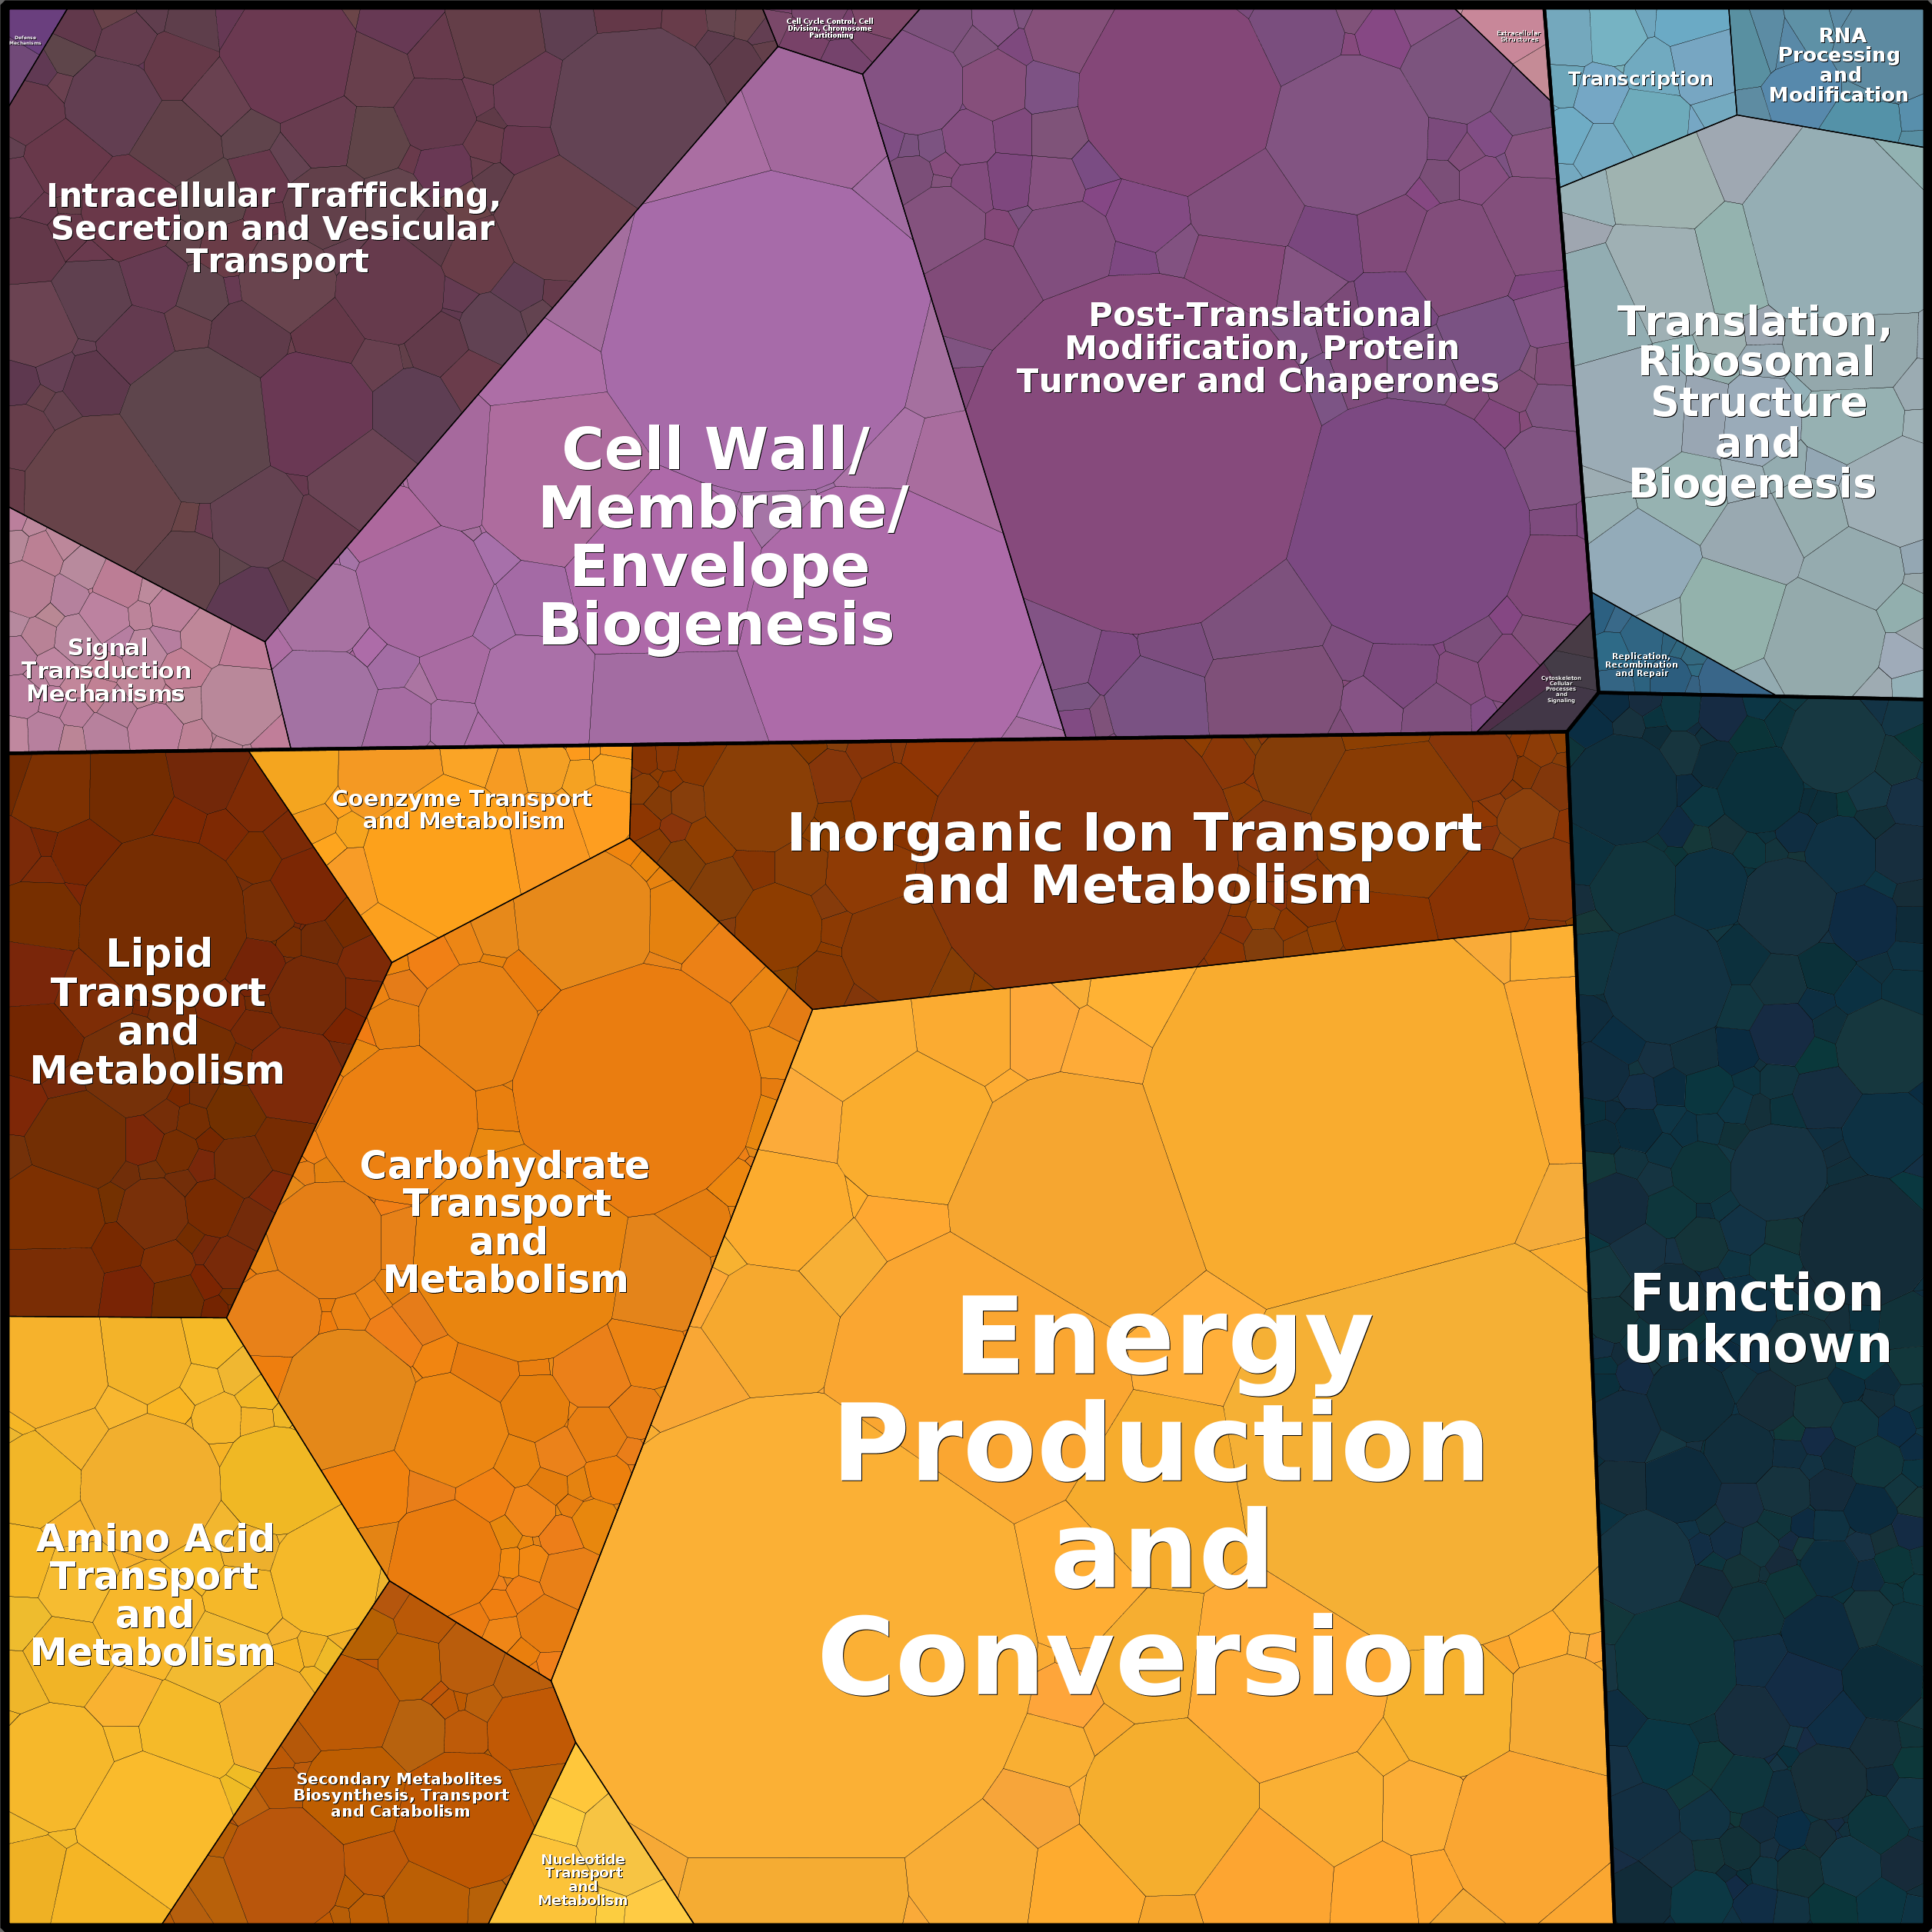 Defense
Mechanisms
Cell Cycle Control, Cell
Division, Chromosome
Partitioning
Extracellular
Structures
Transcription
RNA
Processing
and
Modification
Intracellular Trafficking,
Secretion and Vesicular
Transport
Post-Translational
Modification, Protein
Turnover and Chaperones
Translation,
Ribosomal
Structure
and
Biogenesis
Cell Wall/
Membrane/
Envelope
Biogenesis
Signal
Transduction
Mechanisms
Replication,
Recombination
and Repair
Cytoskeleton
Cellular
Processes
and
Signaling
Coenzyme Transport
and Metabolism
Inorganic Ion Transport
and Metabolism
Lipid
Transport
and
Metabolism
Carbohydrate
Transport
and
Metabolism
Function
Unknown
Energy
Production
and
Conversion
Amino Acid
Transport
and
Metabolism
Secondary Metabolites
Biosynthesis, Transport
and Catabolism
Nucleotide
Transport
and
Metabolism